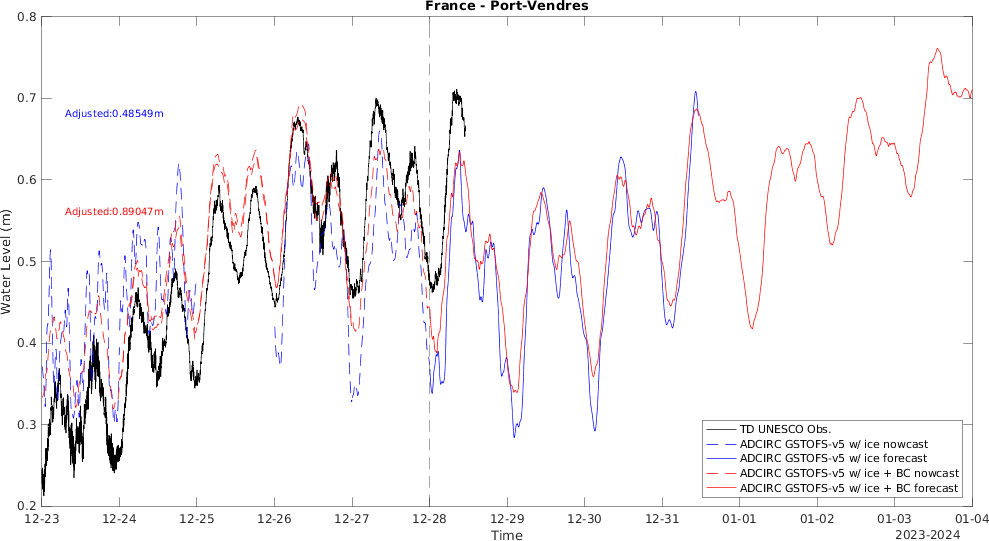 France - Port-Vendres
0.8
0.7
0.6
0.5
0.4
0.3
0.2
Water Level (m)
Adjusted:0.48549m
Adjusted:0.89047m
TD UNESCO Obs.
ADCIRC GSTOFS-v5 w/ ice nowcast
ADCIRC GSTOFS-v5 w/ ice forecast
ADCIRC GSTOFS-v5 w/ ice + BC nowcast
ADCIRC GSTOFS-v5 w/ ice + BC forecast
12-23 12-24 12-25 12-26 12-27 12-28 12-29 12-30 12-31 01-01 01-02 01-03 01-04
Time
2023-2024